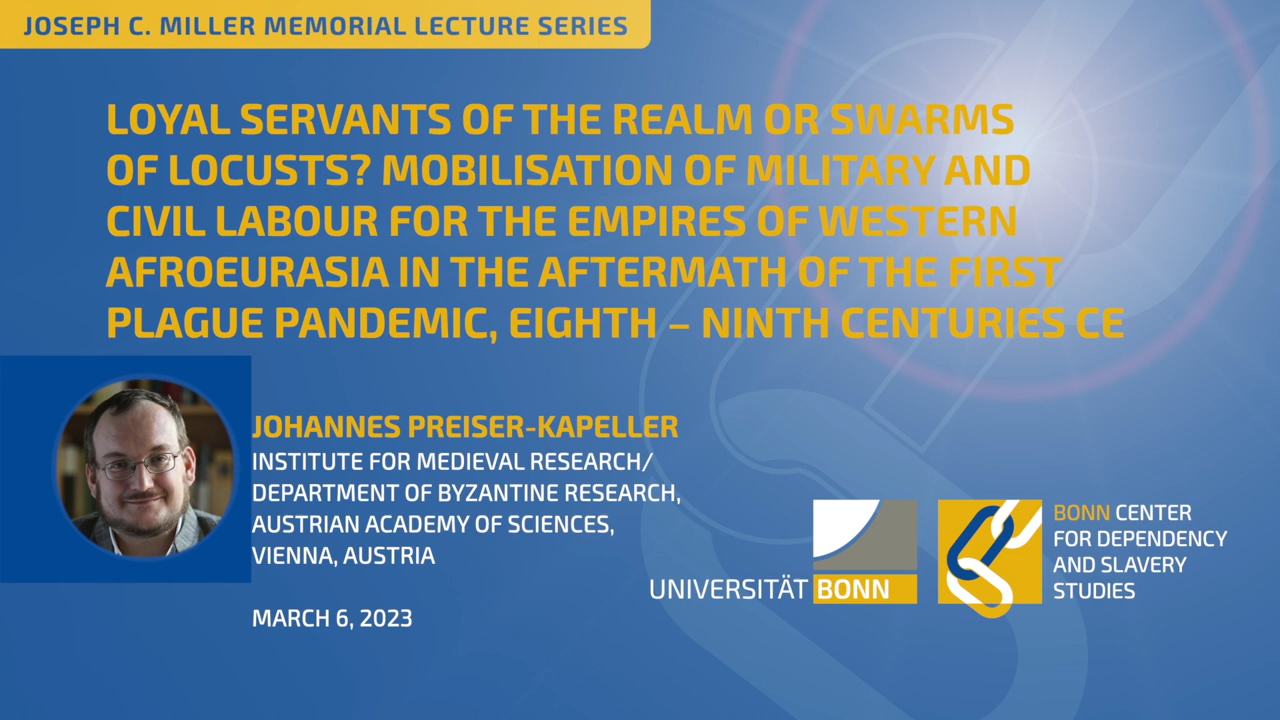 JOSEPH C. MILLER MEMORIAL LECTURE SERIES
LOYAL SERVANTS OF THE REALM OR SWARMS
OF LOCUSTS? MOBILISATION OF MILITARY AND
CIVIL LABOUR FOR THE EMPIRES OF WESTERN
AFROEURASIA IN THE AFTERMATH OF THE FIRST
PLAGUE PANDEMIC, EIGHTH – NINTH CENTURIES CE
JOHANNES PREISER-KAPELLER
INSTITUTE FOR MEDIEVAL RESEARCH/
DEPARTMENT OF BYZANTINE RESEARCH,
AUSTRIAN ACADEMY OF SCIENCES,
VIENNA, AUSTRIA
MARCH 6, 2023
UNIVERSITÄT BONN
BONN CENTER
FOR DEPENDENCY
AND SLAVERY
STUDIES